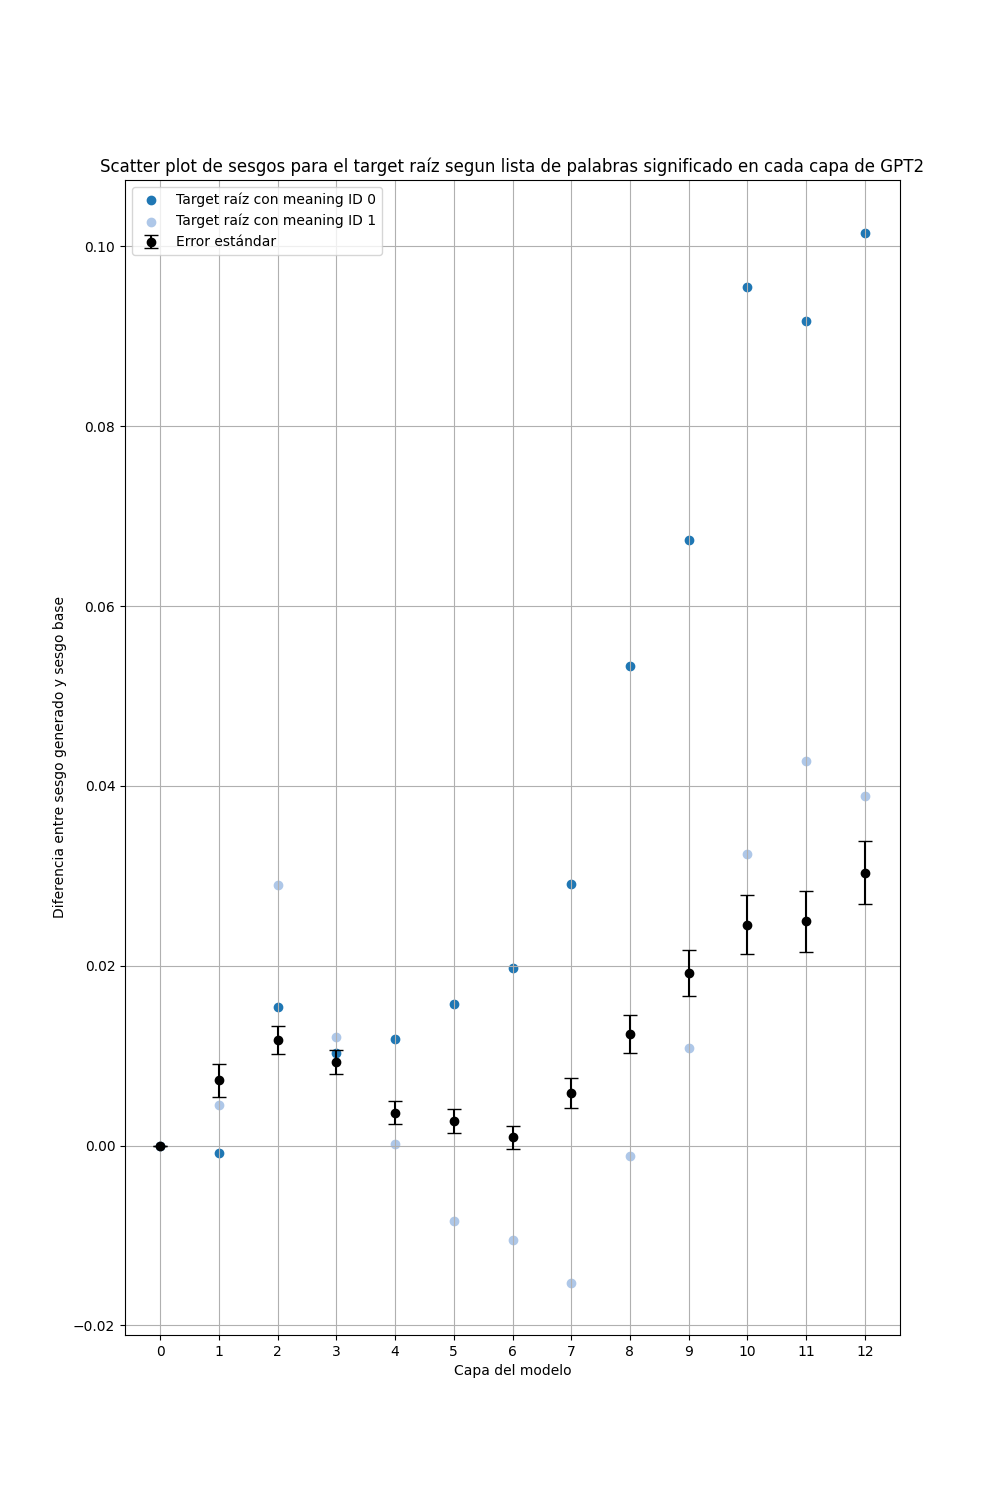 Scatter plot de sesgos para el target raíz segun lista de palabras significado en cada capa de GPT2
Target raíz con meaning ID 0
Target raíz con meaning ID 1
Error estándar
0.10
0.08
0.06
0.04
0.02
0.00
−0.02
Diferencia entre sesgo generado y sesgo base
0 1 2 3 4 5 6 7 8 9 10 11 12
Capa del modelo